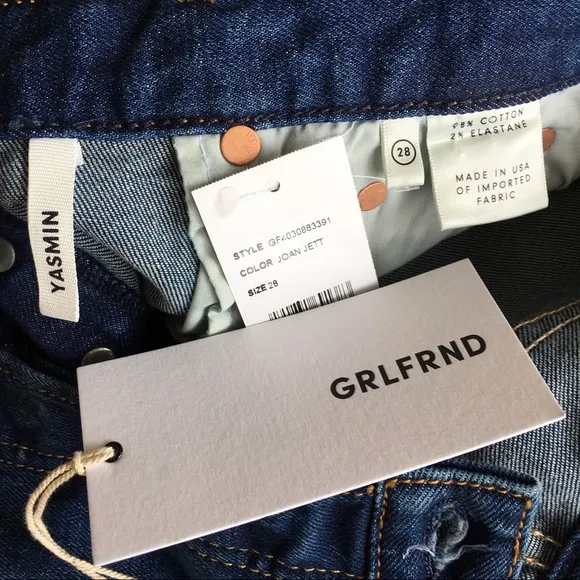 98% COTTON
2% ELASTANE
28
MADE IN USA
OF IMPORTED
FABRIC
YASMIN
STYLE GF4030883391
COLOR JOAN JETT
SIZE 28
GRLFRND